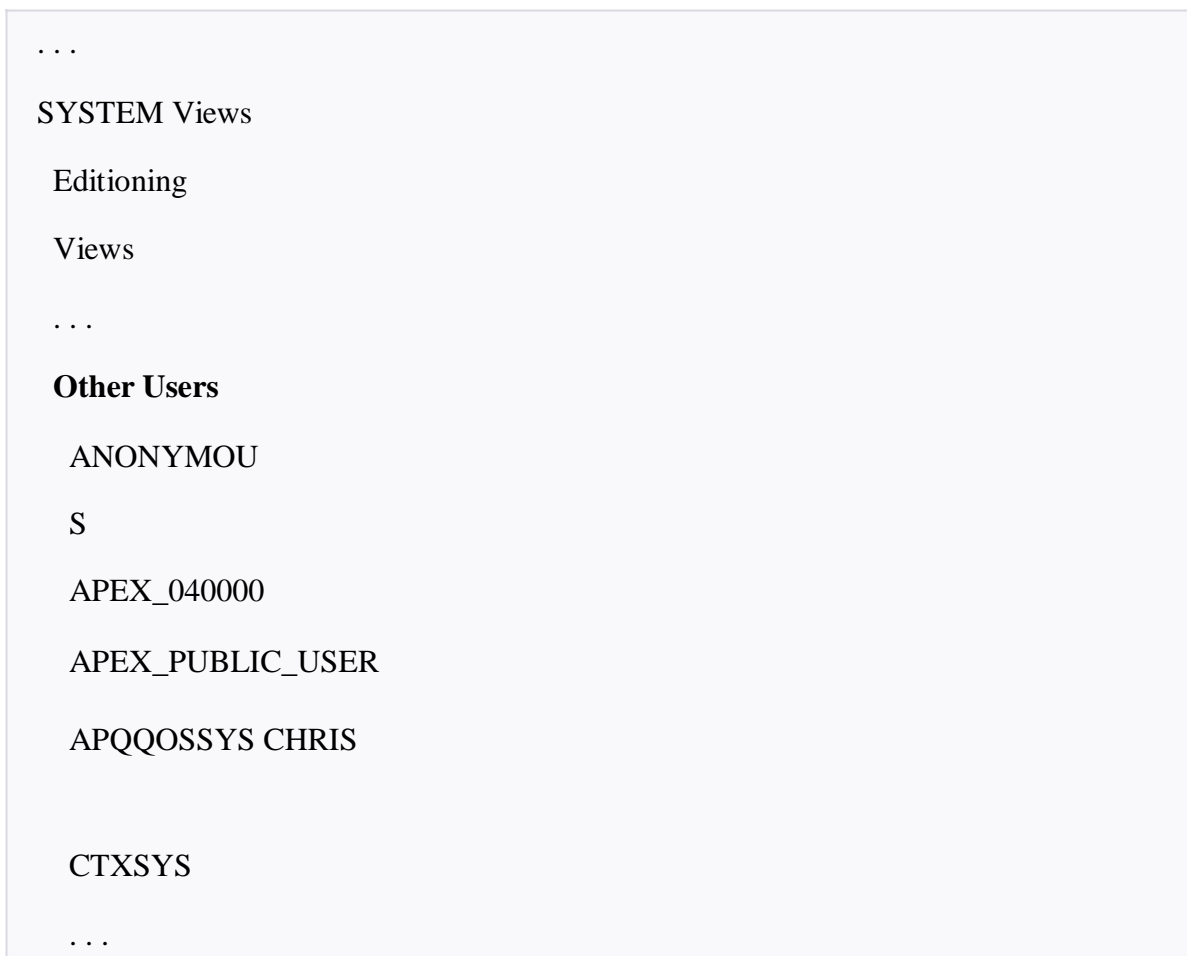 . . .
SYSTEM Views
Editioning
Views
. . .
Other Users
ANONYMOU
S
APEX_040000
APEX_PUBLIC_USER
APQQOSSYS CHRIS
CTXSYS
. . .